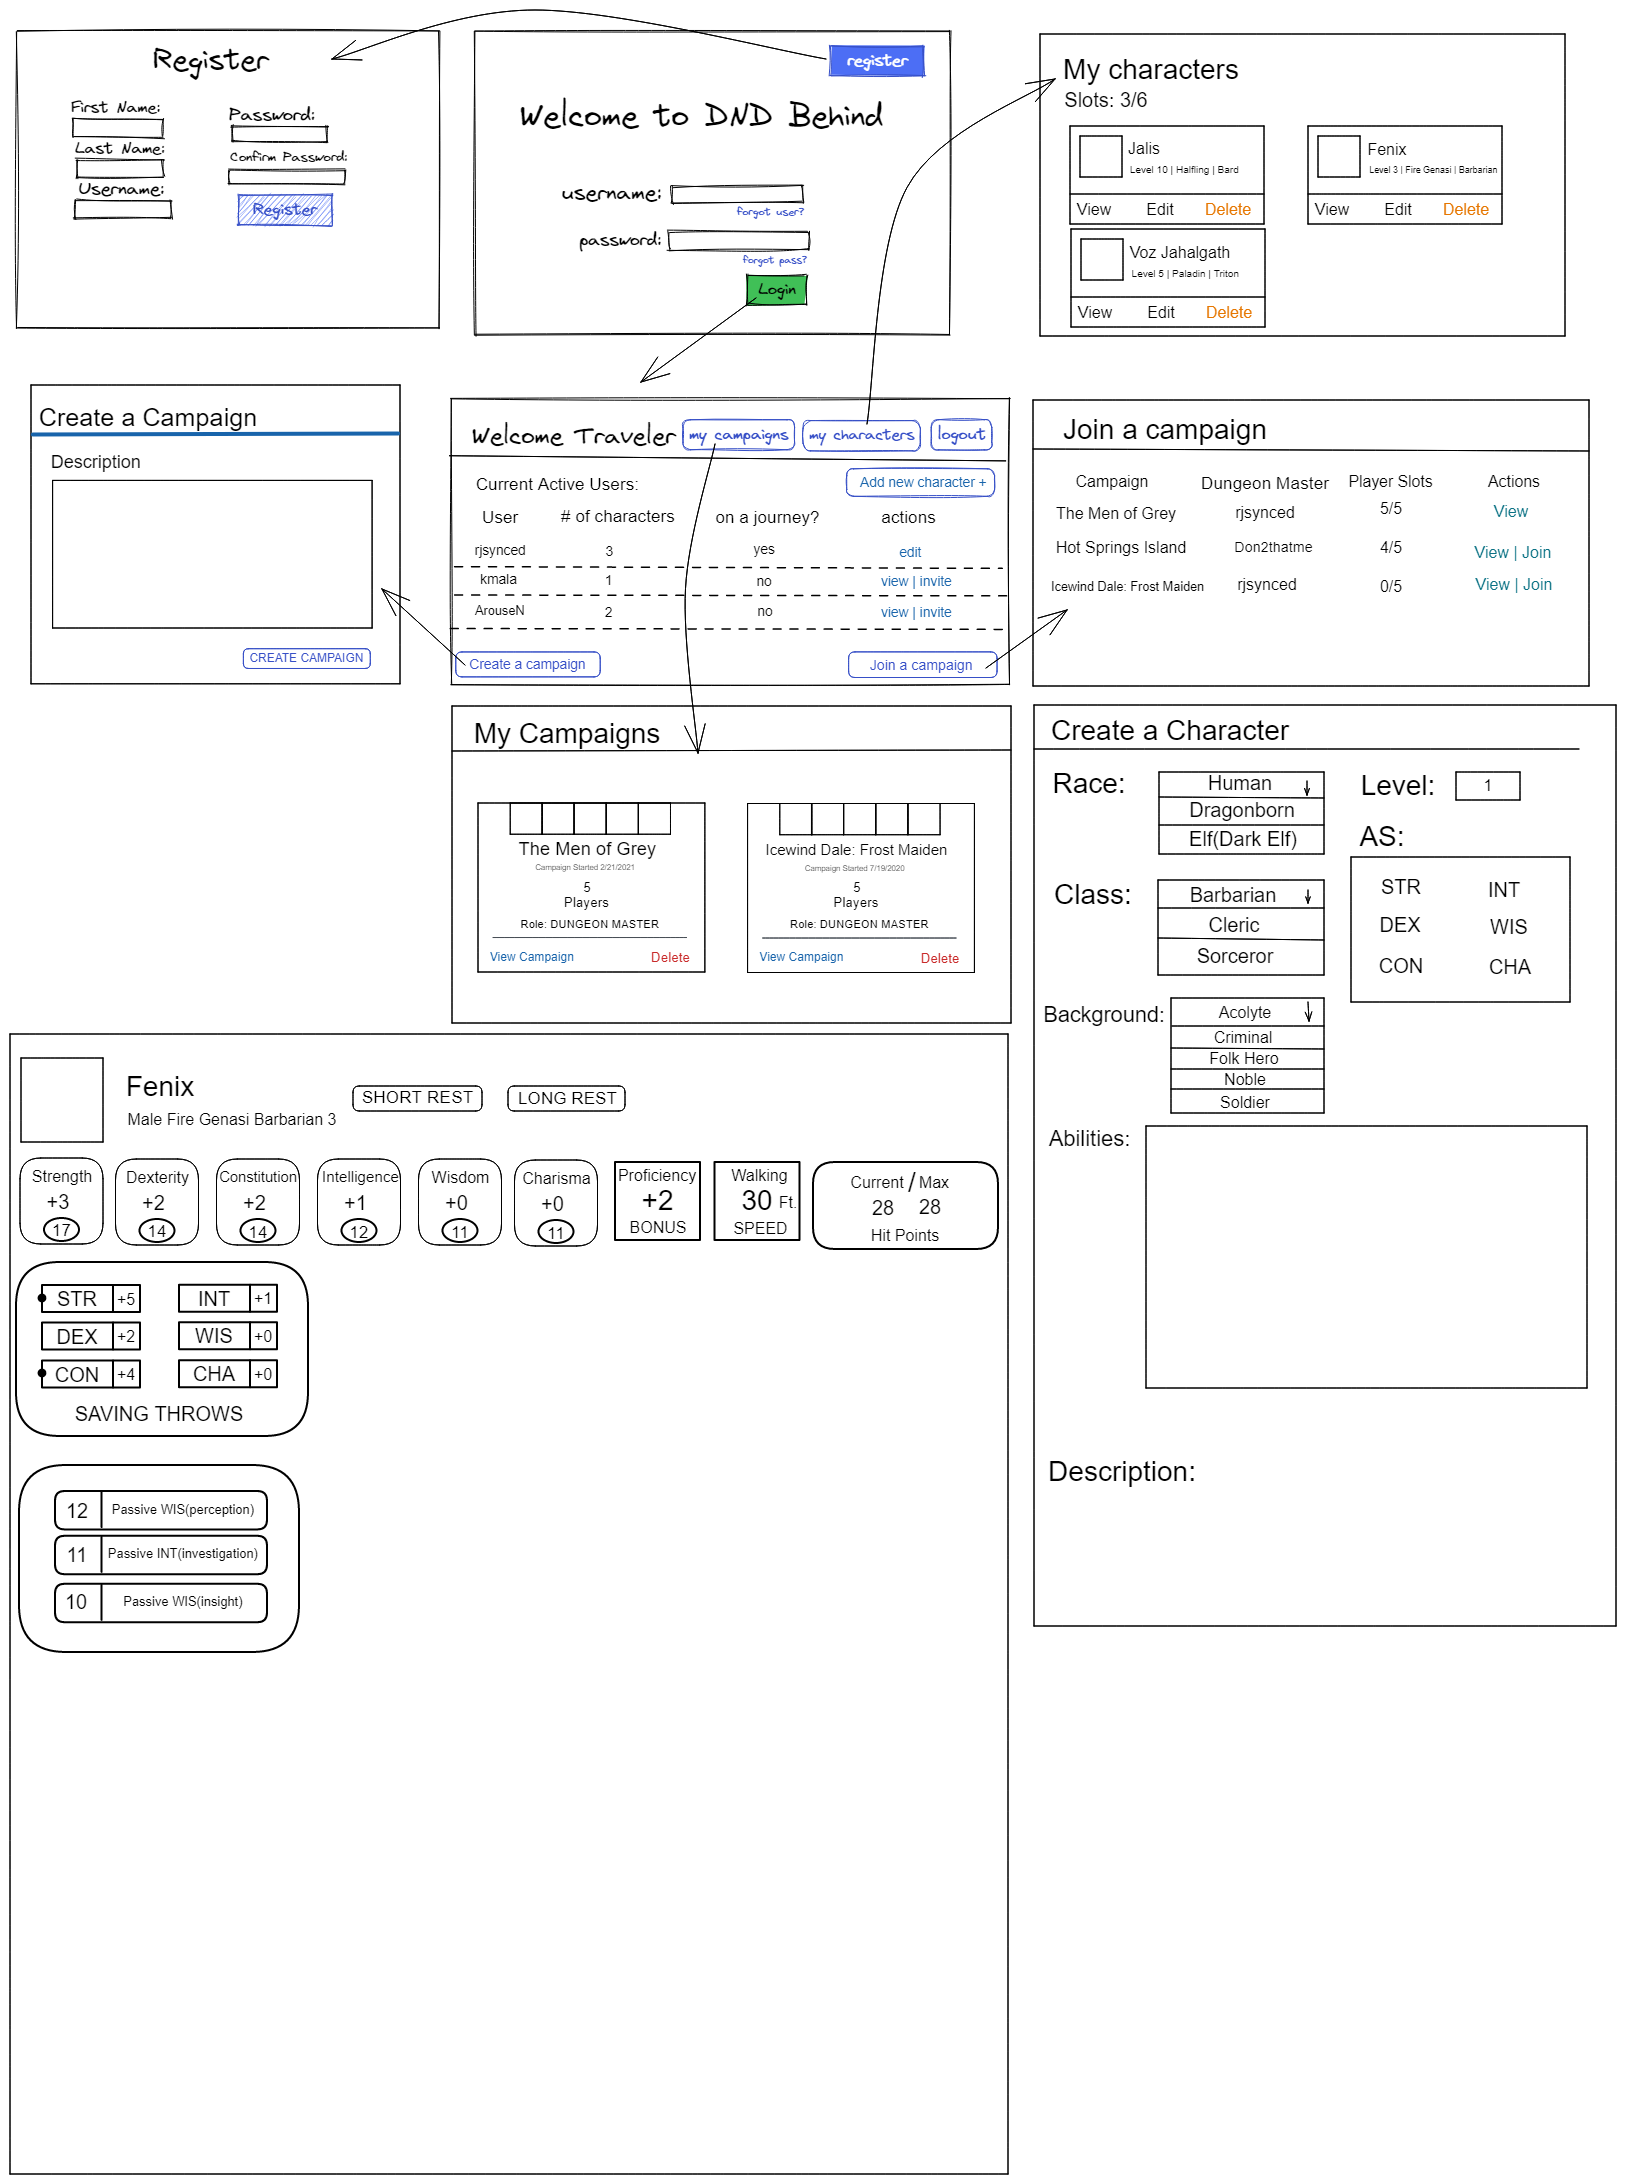 Register
First Name:
Last Name:
Username:
Password:
Confirm Password:
Register
register
Welcome to DND Behind
username:
forgot user?
password:
forgot pass?
Login
My characters
Slots: 3/6
Jalis
Level 10 | Halfling | Bard
View Edit Delete
Fenix
Level 3 | Fire Genasi | Barbarian
View Edit Delete
Voz Jahalgath
Level 5 | Paladin | Triton
View Edit Delete
Create a Campaign
Description
CREATE CAMPAIGN
Welcome Traveler my campaigns my characters logout
Current Active Users: Add new character +
User # of characters on a journey? actions
rjsynced 3 yes edit
kmala 1 no view | invite
ArouseN 2 no view | invite
Create a campaign Join a campaign
Join a campaign
Campaign Dungeon Master Player Slots Actions
The Men of Grey rjsynced 5/5 View
Hot Springs Island Don2thatme 4/5 View | Join
Icewind Dale: Frost Maiden rjsynced 0/5 View | Join
My Campaigns
The Men of Grey
Campaign Started 2/21/2021
5
Players
Role: DUNGEON MASTER
View Campaign Delete
Icewind Dale: Frost Maiden
Campaign Started 7/19/2020
5
Players
Role: DUNGEON MASTER
View Campaign Delete
Create a Character
Race:
Human
Dragonborn
Elf(Dark Elf)
Level: 1
AS:
STR INT
DEX WIS
CON CHA
Class:
Barbarian
Cleric
Sorceror
Background:
Acolyte
Criminal
Folk Hero
Noble
Soldier
Abilities:
Description:
Fenix
Male Fire Genasi Barbarian 3
SHORT REST
LONG REST
Strength
+3
17
Dexterity
+2
14
Constitution
+2
14
Intelligence
+1
12
Wisdom
+0
11
Charisma
+0
11
Proficiency
+2
BONUS
Walking
30 Ft.
SPEED
Current / Max
28 28
Hit Points
STR +5 INT +1
DEX +2 WIS +0
CON +4 CHA +0
SAVING THROWS
12 Passive WIS(perception)
11 Passive INT(investigation)
10 Passive WIS(insight)